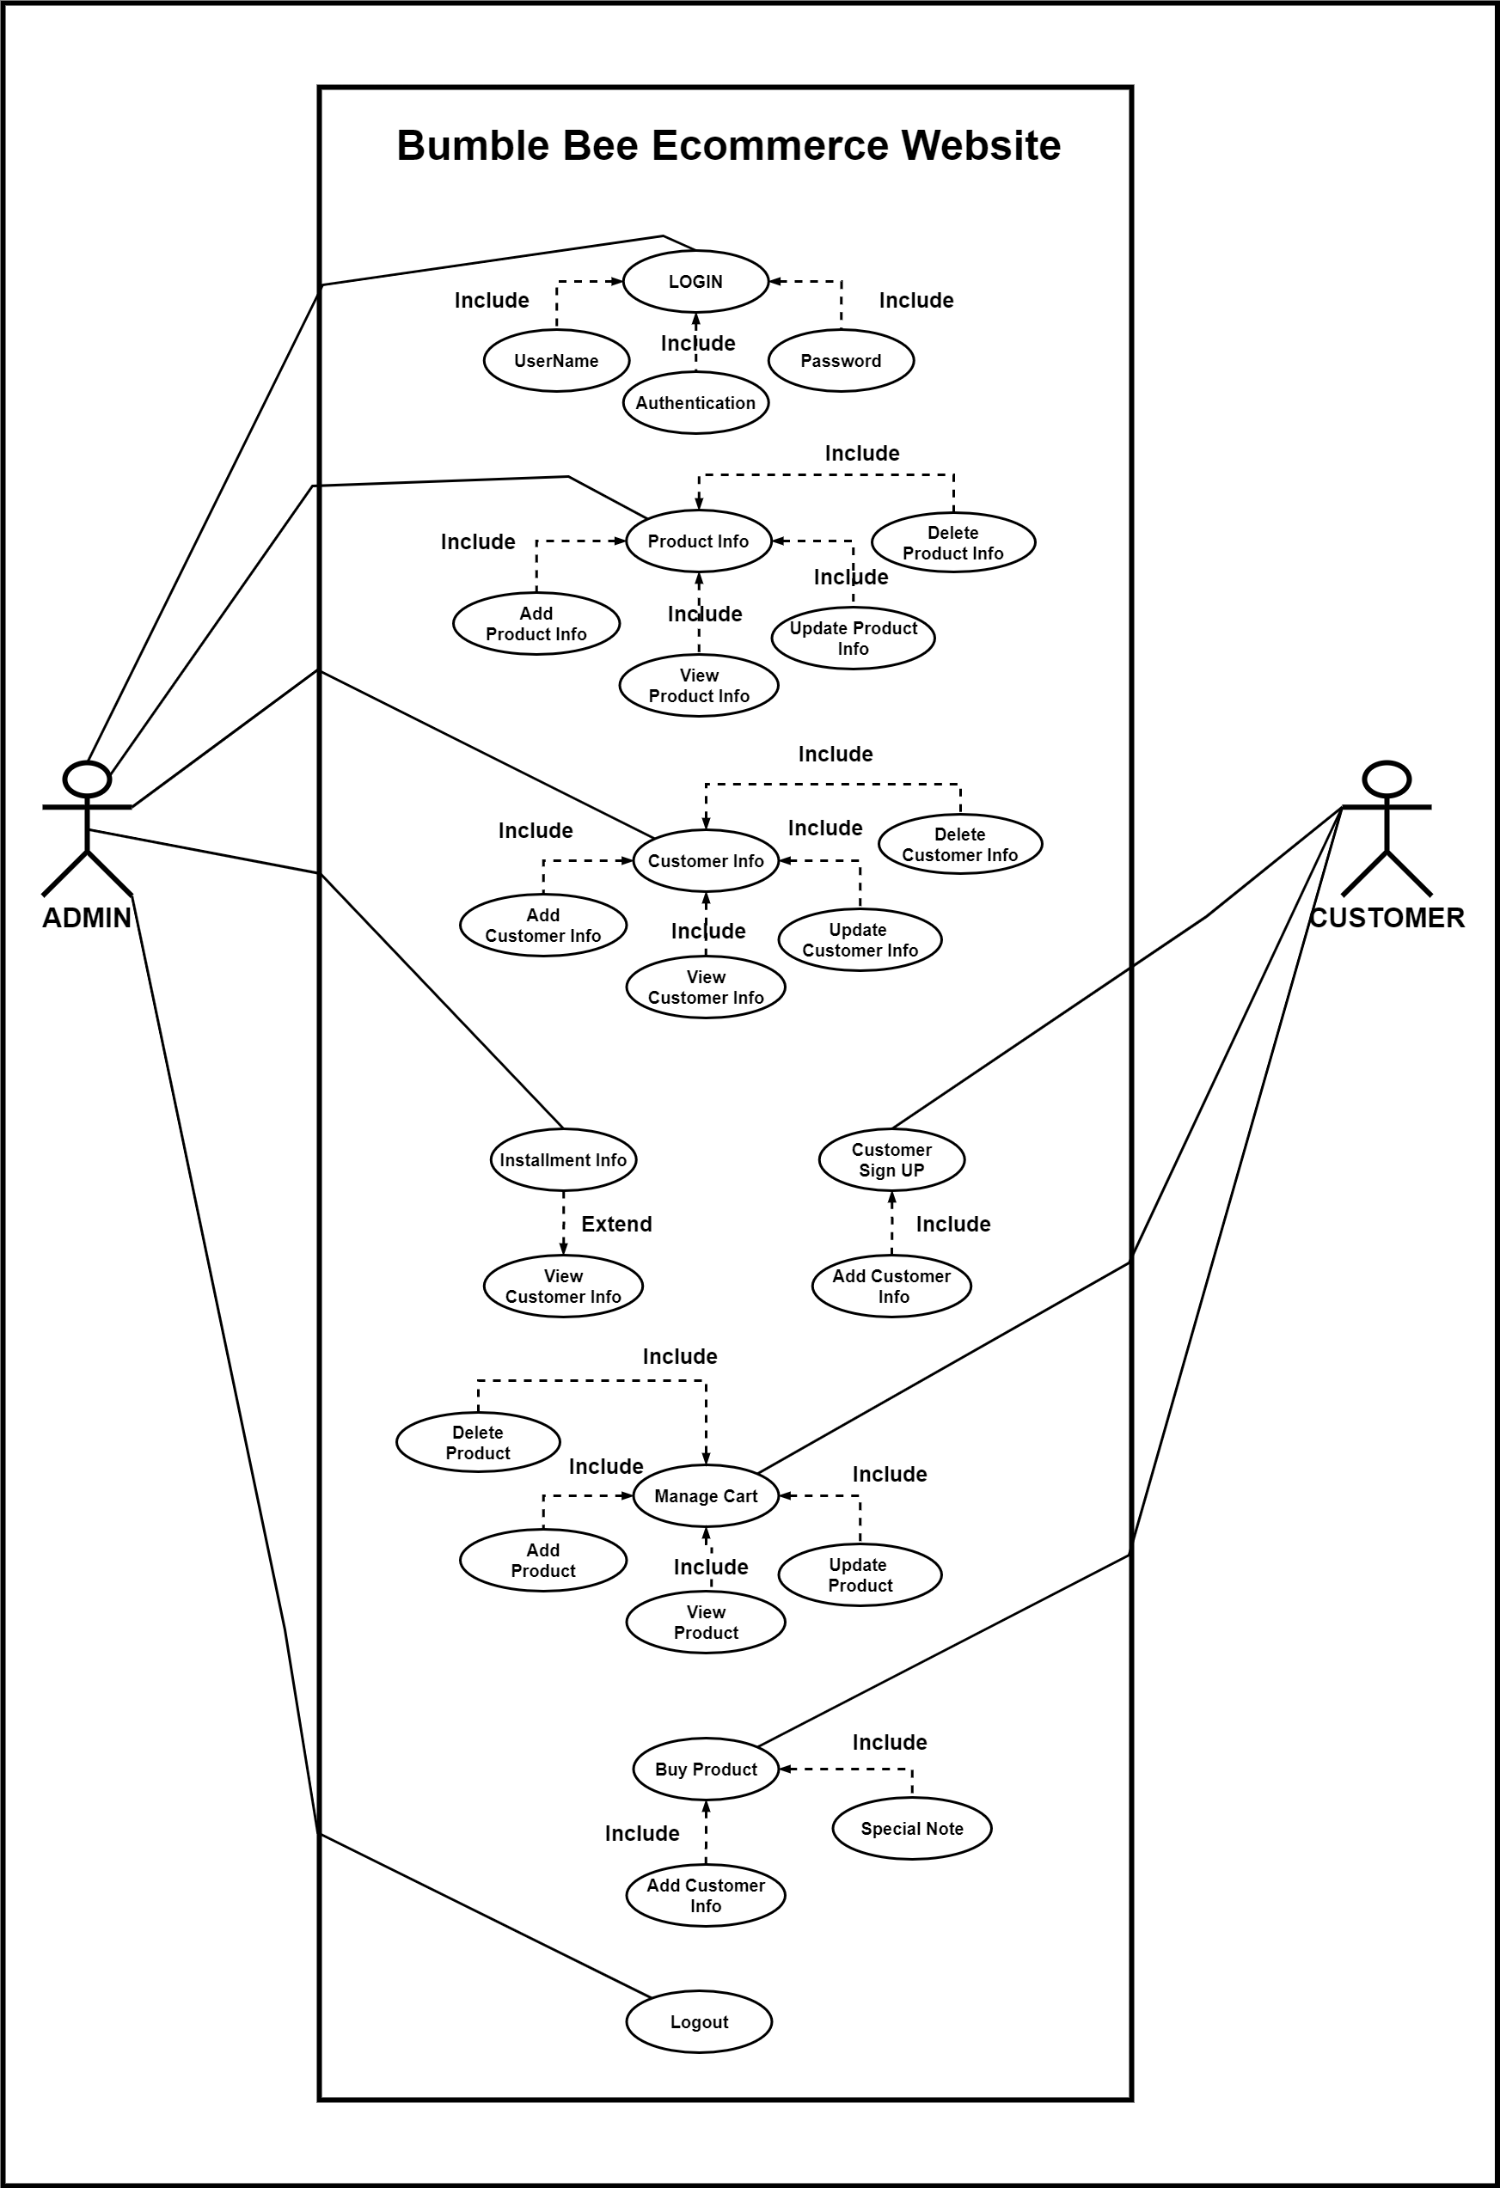 Bumble Bee Ecommerce Website
LOGIN
Include
Include
Include
UserName
Password
Authentication
Include
Delete
Product Info
Product Info
Include
Include
Add
Product Info
Include
Update Product
Info
View
Product Info
Include
Include
Include
Delete
Customer Info
Customer Info
Add
Customer Info
Include
Update
Customer Info
View
Customer Info
ADMIN
CUSTOMER
Installment Info
Customer
Sign UP
Extend
Include
View
Customer Info
Add Customer
Info
Include
Delete
Product
Include
Include
Manage Cart
Add
Product
Include
Update
Product
View
Product
Include
Buy Product
Include
Special Note
Add Customer
Info
Logout